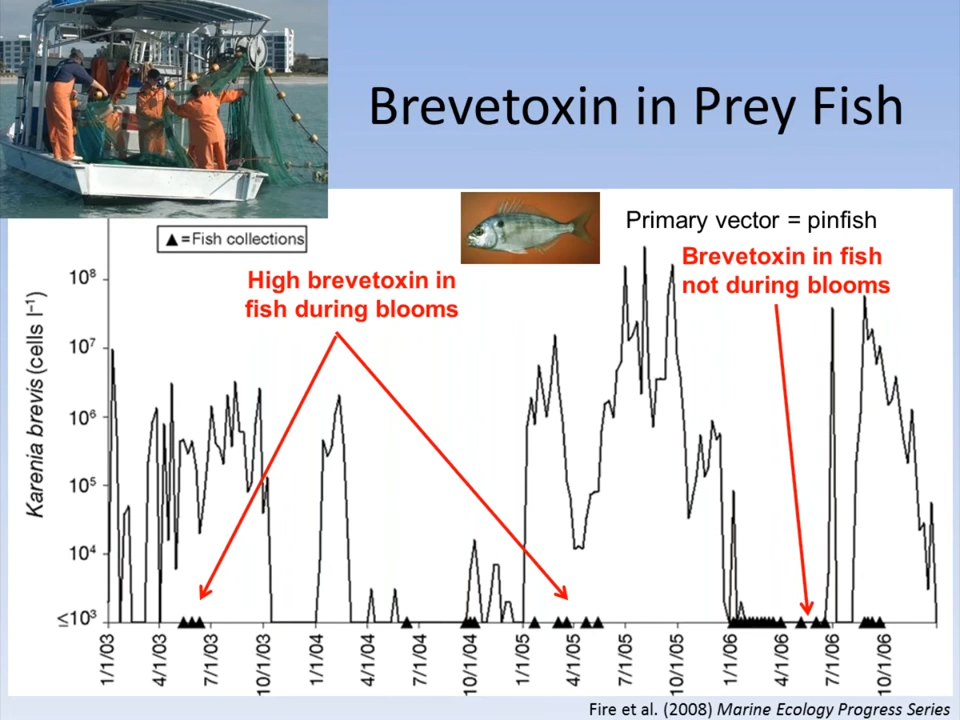 Brevetoxin in Prey Fish
▲=Fish collections
Primary vector = pinfish
High brevetoxin in
fish during blooms
Brevetoxin in fish
not during blooms
Karenia brevis (cells l⁻¹)
10⁸
10⁷
10⁶
10⁵
10⁴
≤10³
1/1/03
4/1/03
7/1/03
10/1/03
1/1/04
4/1/04
7/1/04
10/1/04
1/1/05
4/1/05
7/1/05
10/1/05
1/1/06
4/1/06
7/1/06
10/1/06
Fire et al. (2008) Marine Ecology Progress Series